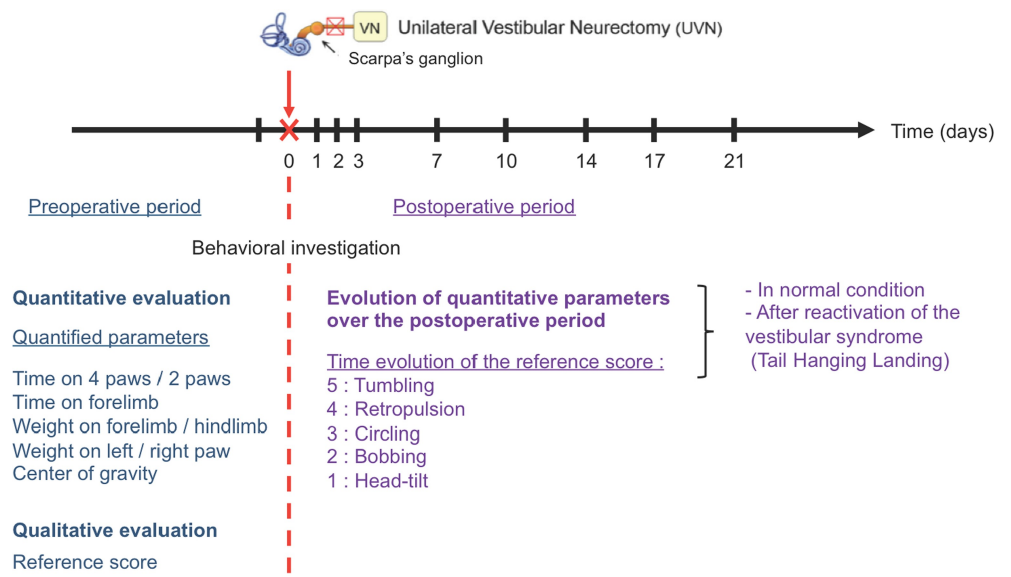 VN
Unilateral Vestibular Neurectomy (UVN)
Scarpa's ganglion
Time (days)
0 1 2 3 7 10 14 17 21
Preoperative period
Postoperative period
Behavioral investigation
Quantitative evaluation
Quantified parameters
Time on 4 paws / 2 paws
Time on forelimb
Weight on forelimb / hindlimb
Weight on left / right paw
Center of gravity
Qualitative evaluation
Reference score
Evolution of quantitative parameters
over the postoperative period
Time evolution of the reference score :
5 : Tumbling
4 : Retropulsion
3 : Circling
2 : Bobbing
1 : Head-tilt
- In normal condition
- After reactivation of the
vestibular syndrome
(Tail Hanging Landing)